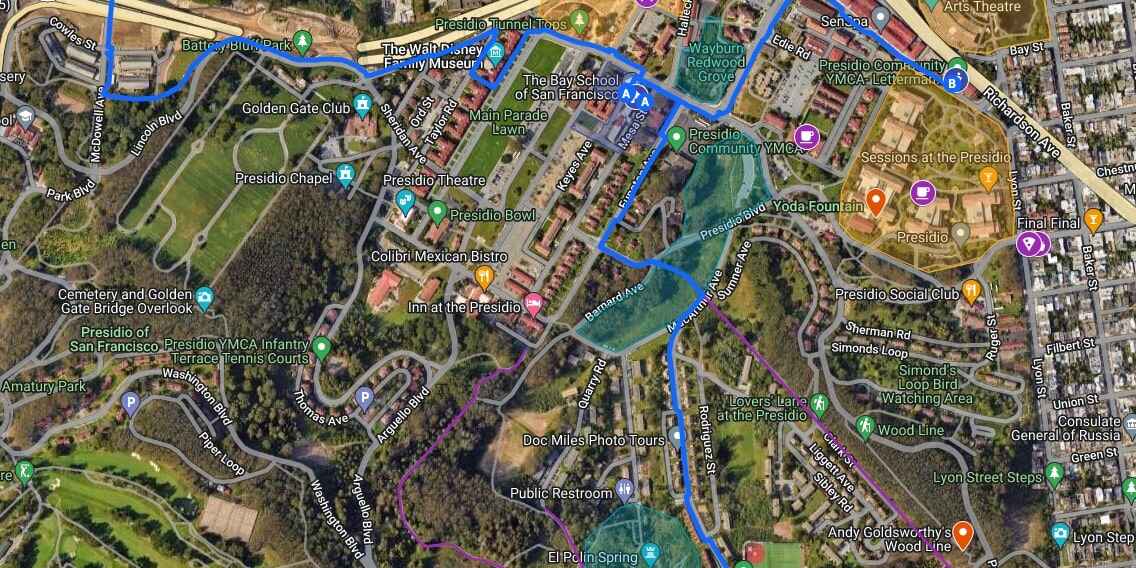 5)
Cowles St
Battery Bluff Park
Presidio Tunnel Tops
The Walt Disney
Family Museum
Halleck
Wayburn
Redwood
Grove
Senspa
Arts Theatre
Edie Rd
Bay St
Presidio Community
YMCA- Letterman
B
Richardson Ave
Baker St
sery
ol
McDowell Ave
Lincoln Blvd
Park Blvd
Golden Gate Club
Sheridan Ave
Ord St
Taylor Rd
Main Parade
Lawn
The Bay School
of San Francisco
A
A
Mesa St
Keyes Ave
Presidio
Community YMCA
Sessions at the Presidio
Chestnu
Lyon St
Presidio Chapel
Presidio Theatre
Presidio Bowl
Funston Ave
Presidio Blvd
Yoda Fountain
Presidio
Final Final
Baker St
en
Colibri Mexican Bistro
Inn at the Presidio
Barnard Ave
MacArthur Ave
Sumner Ave
Presidio Social Club
Cemetery and Golden
Gate Bridge Overlook
Presidio of
San Francisco
Presidio YMCA Infantry
Terrace Tennis Courts
Sherman Rd
Simonds Loop
Ruger St
Filbert St
Lyon St
Amatury Park
Washington Blvd
P
P
Thomas Ave
Arguello Blvd
Quarry Rd
Simond's
Loop Bird
Watching Area
Union St
Lovers' Lane
at the Presidio
Rodriguez St
Wood Line
Consulate
General of Russia
Green St
Piper Loop
Doc Miles Photo Tours
Clark St
Liggett Ave
Sibley Rd
re
Washington Blvd
Arguello Blvd
Public Restroom
Lyon Street Steps
El Polin Spring
Andy Goldsworthy's
Wood Line
Lyon Step